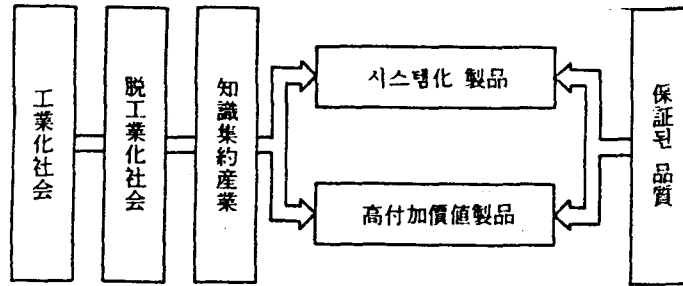 工業化社会
脱工業化社会
知識集約産業
시스템化 製品
高付加價値製品
保証된 品質